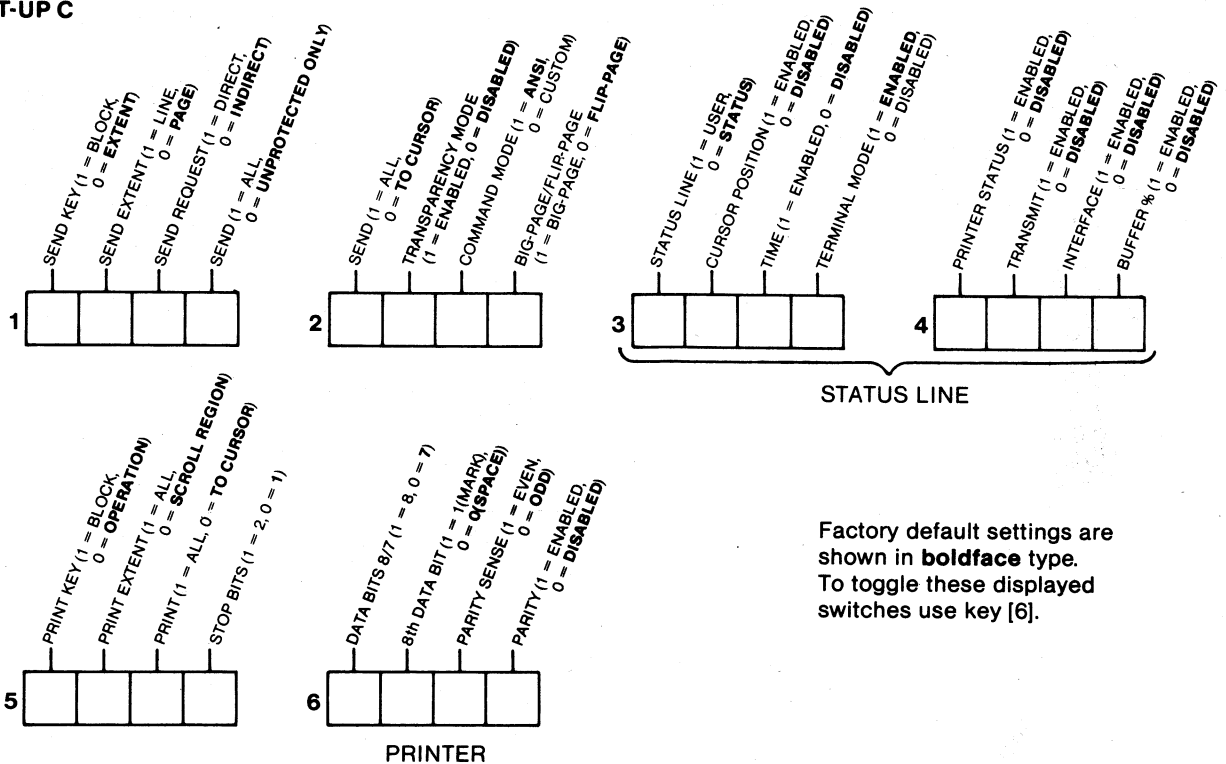 T-UP C
SEND KEY (1 = BLOCK,
0 = EXTENT)
SEND EXTENT (1 = LINE,
0 = PAGE)
SEND REQUEST (1 = DIRECT,
0 = INDIRECT)
SEND (1 = ALL,
0 = UNPROTECTED ONLY)
1
SEND (1 = ALL,
0 = TO CURSOR)
TRANSPARENCY MODE
(1 = ENABLED, 0 = DISABLED)
COMMAND MODE (1 = ANSI,
0 = CUSTOM)
BIG-PAGE/FLIP-PAGE
(1 = BIG-PAGE, 0 = FLIP-PAGE)
2
STATUS LINE (1 = USER,
0 = STATUS)
CURSOR POSITION (1 = ENABLED,
0 = DISABLED)
TIME (1 = ENABLED, 0 = DISABLED)
TERMINAL MODE (1 = ENABLED,
0 = DISABLED)
3
PRINTER STATUS (1 = ENABLED,
0 = DISABLED)
TRANSMIT (1 = ENABLED,
0 = DISABLED)
INTERFACE (1 = ENABLED,
0 = DISABLED)
BUFFER % (1 = ENABLED,
0 = DISABLED)
4
STATUS LINE
PRINT KEY (1 = BLOCK,
0 = OPERATION)
PRINT EXTENT (1 = ALL,
0 = SCROLL REGION)
PRINT (1 = ALL, 0 = TO CURSOR)
STOP BITS (1 = 2, 0 = 1)
5
DATA BITS 8/7 (1 = 8, 0 = 7)
8th DATA BIT (1 = 1(MARK),
0 = 0(SPACE))
PARITY SENSE (1 = EVEN,
0 = ODD)
PARITY (1 = ENABLED,
0 = DISABLED)
6
PRINTER
Factory default settings are
shown in boldface type.
To toggle these displayed
switches use key [6].